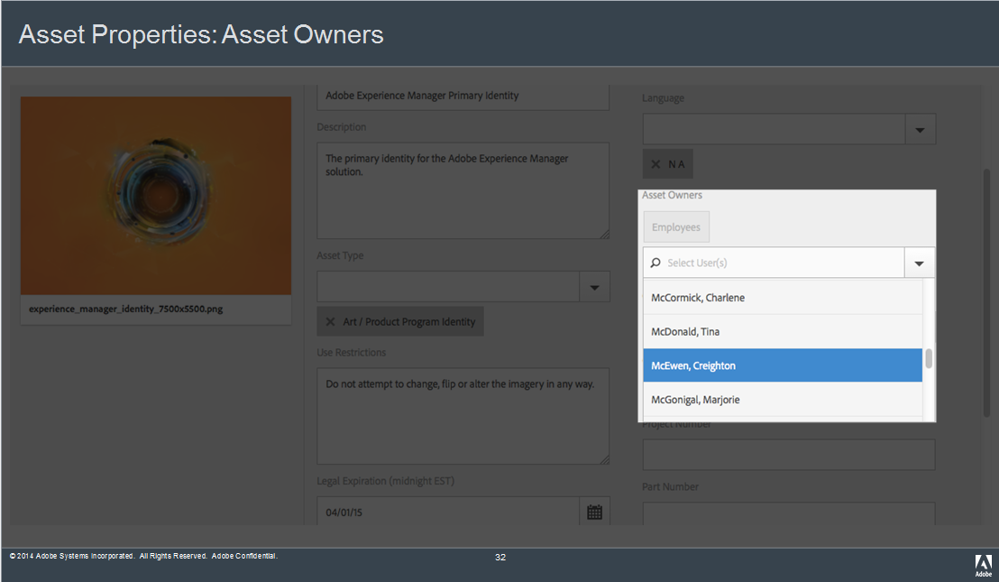 Asset Properties: Asset Owners
experience_manager_identity_7500x5500.png
Adobe Experience Manager Primary Identity
Description
The primary identity for the Adobe Experience Manager
solution.
Asset Type
Art / Product Program Identity
Use Restrictions
Do not attempt to change, flip or alter the imagery in any way.
Legal Expiration (midnight EST)
04/01/15
Language
N A
Asset Owners
Employees
Select User(s)
McCormick, Charlene
McDonald, Tina
McEwen, Creighton
McGonigal, Marjorie
Project Number
Part Number
© 2014 Adobe Systems Incorporated. All Rights Reserved. Adobe Confidential.
32
Adobe